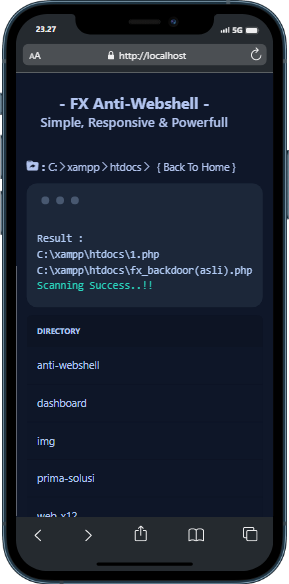 23.27 5G
AA http://localhost
- FX Anti-Webshell -
Simple, Responsive & Powerfull
: C: > xampp > htdocs > { Back To Home }
Result :
C:\xampp\htdocs\1.php
C:\xampp\htdocs\fx_backdoor(asli).php
Scanning Success..!!
DIRECTORY
anti-webshell
dashboard
img
prima-solusi
web-x12